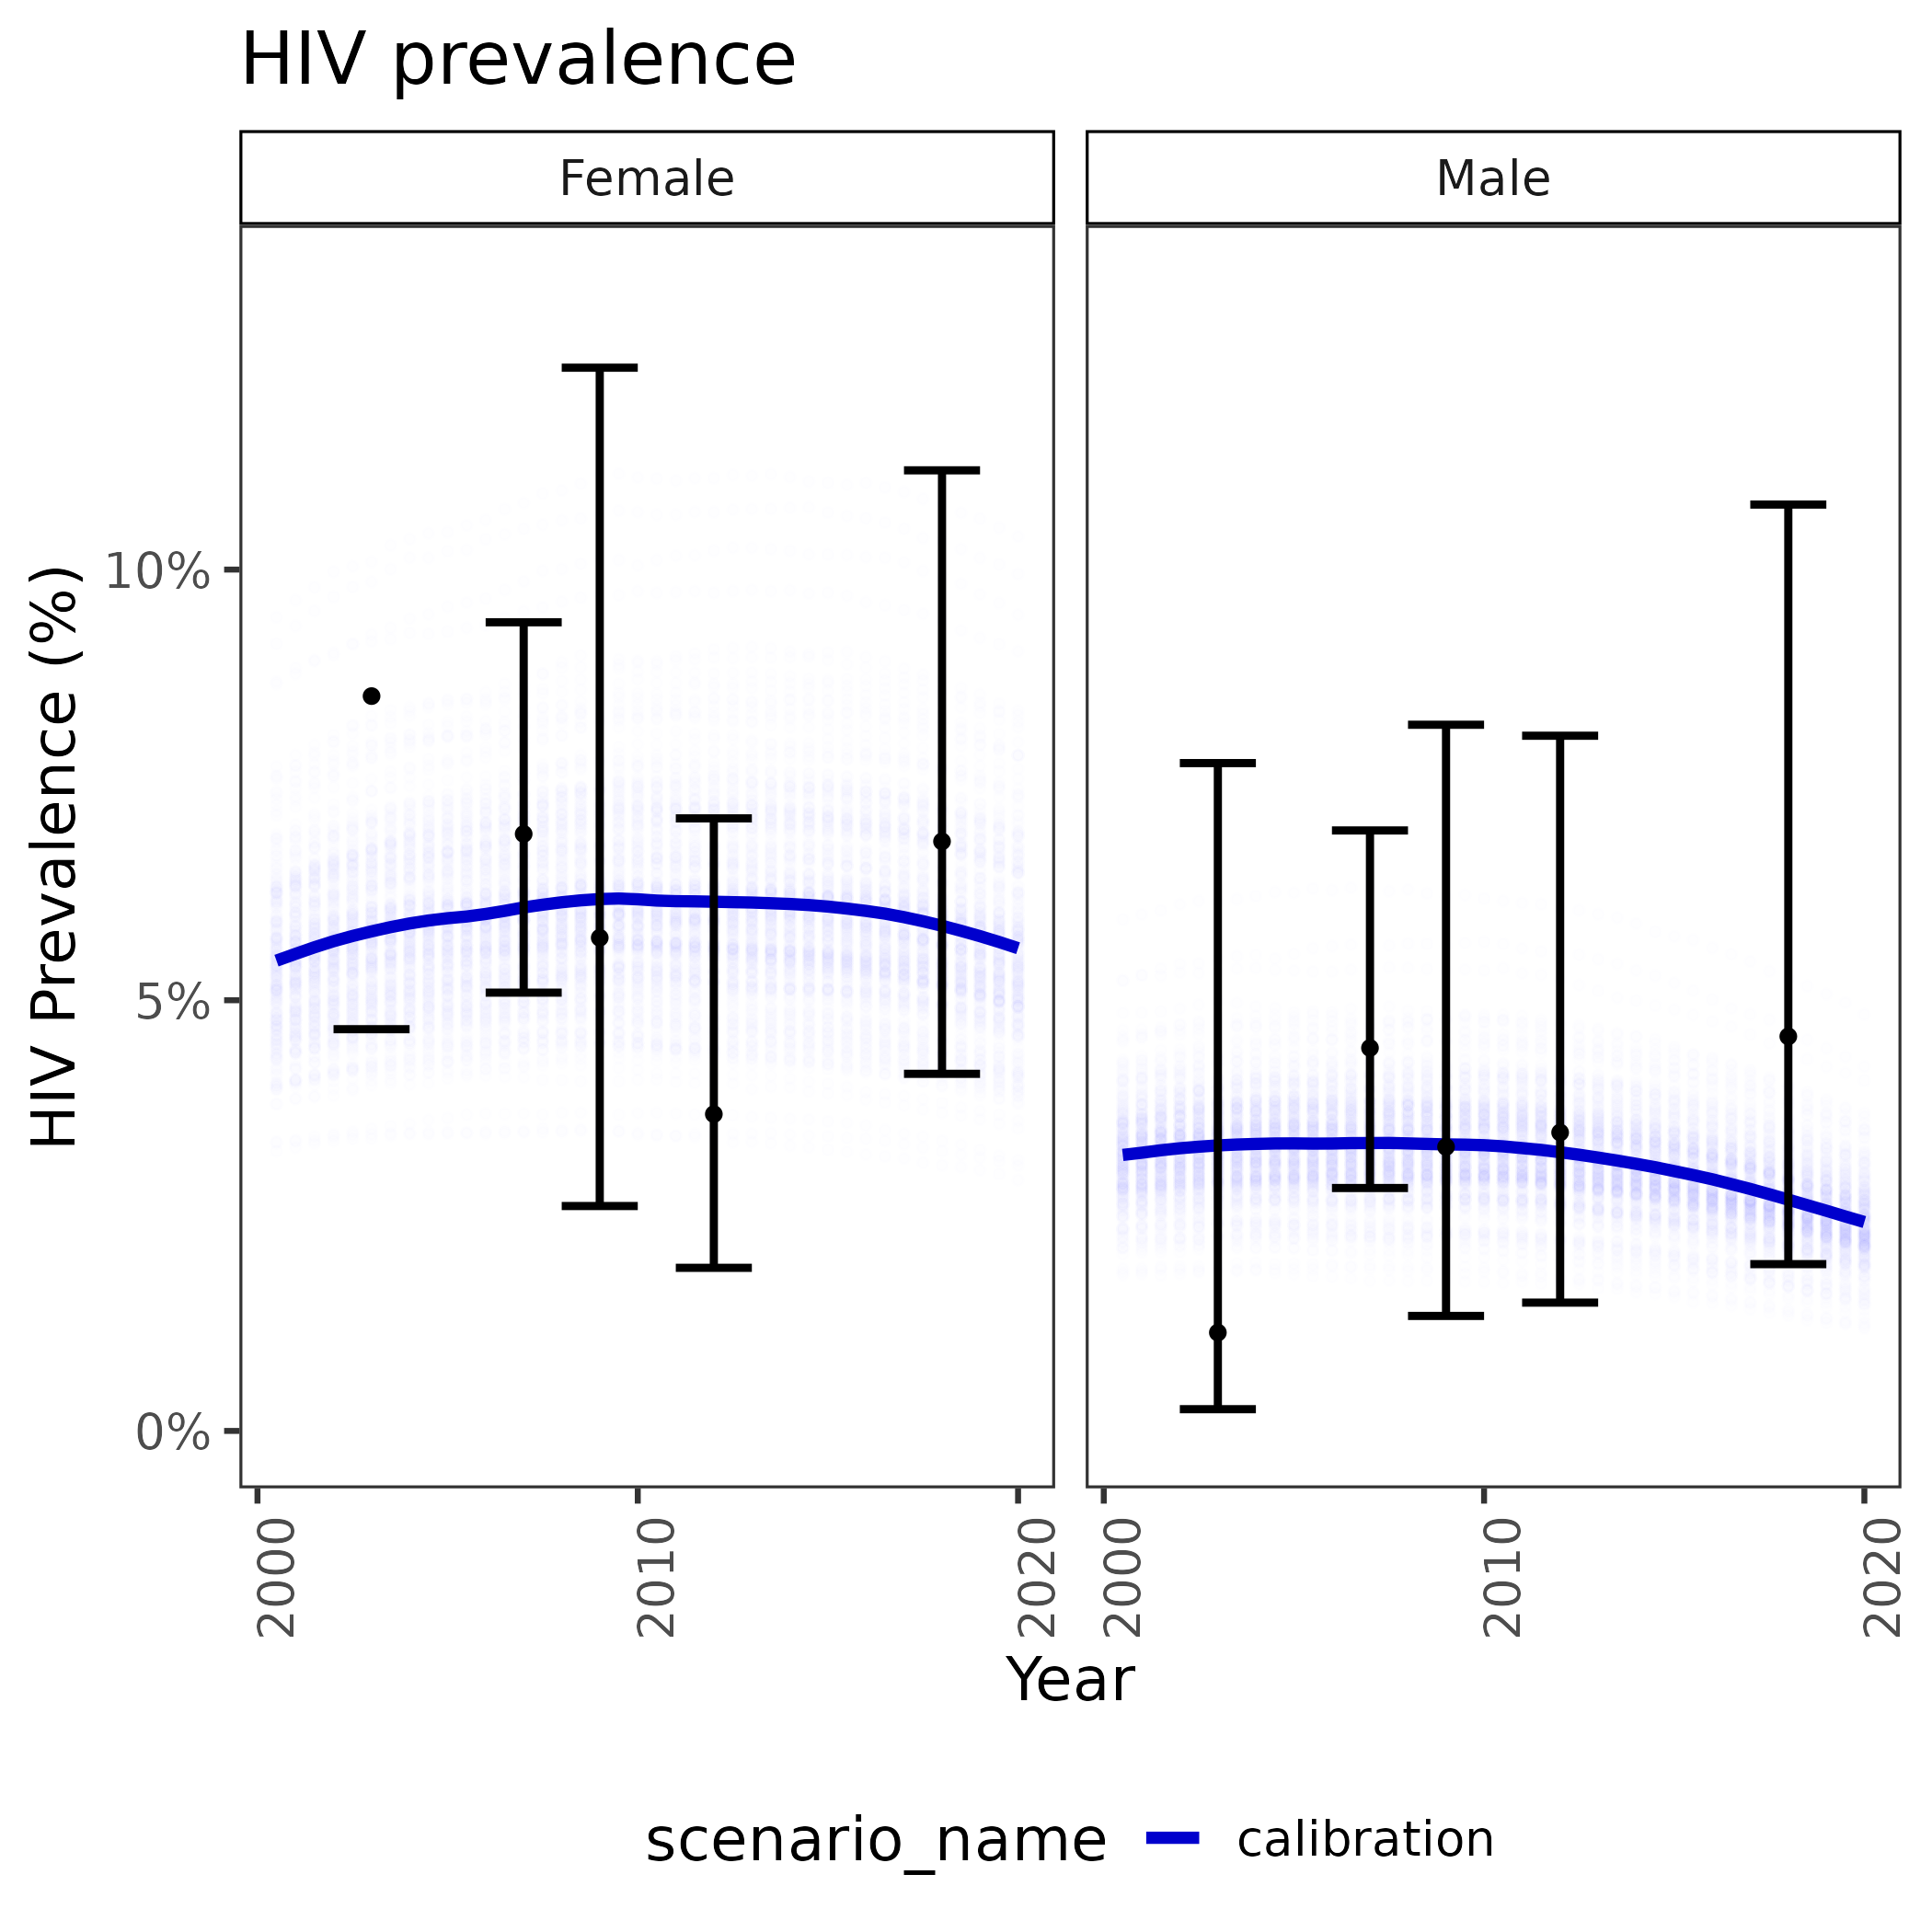 HIV prevalence
Female
Male
HIV Prevalence (%)
10%
5%
0%
2000
2010
2020
2000
2010
2020
Year
scenario_name
calibration